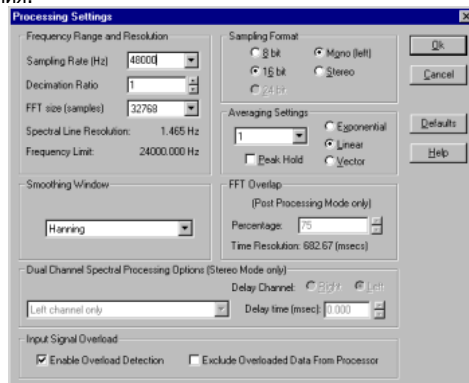 ния.
Processing Settings
Frequency Range and Resolution
Sampling Rate (Hz) 48000
Decimation Ratio 1
FFT size (samples) 32768
Spectral Line Resolution: 1.465 Hz
Frequency Limit: 24000.000 Hz
Sampling Format
8 bit Mono (left)
16 bit Stereo
24 bit
Averaging Settings
1
Exponential
Linear
Vector
Peak Hold
Ok
Cancel
Defaults
Help
Smoothing Window
Hanning
FFT Overlap
(Post Processing Mode only)
Percentage: 75
Time Resolution: 682.67 (msecs)
Dual Channel Spectral Processing Options (Stereo Mode only)
Delay Channel: Right Left
Left channel only
Delay time (msec): 0.000
Input Signal Overload
Enable Overload Detection Exclude Overloaded Data From Processor